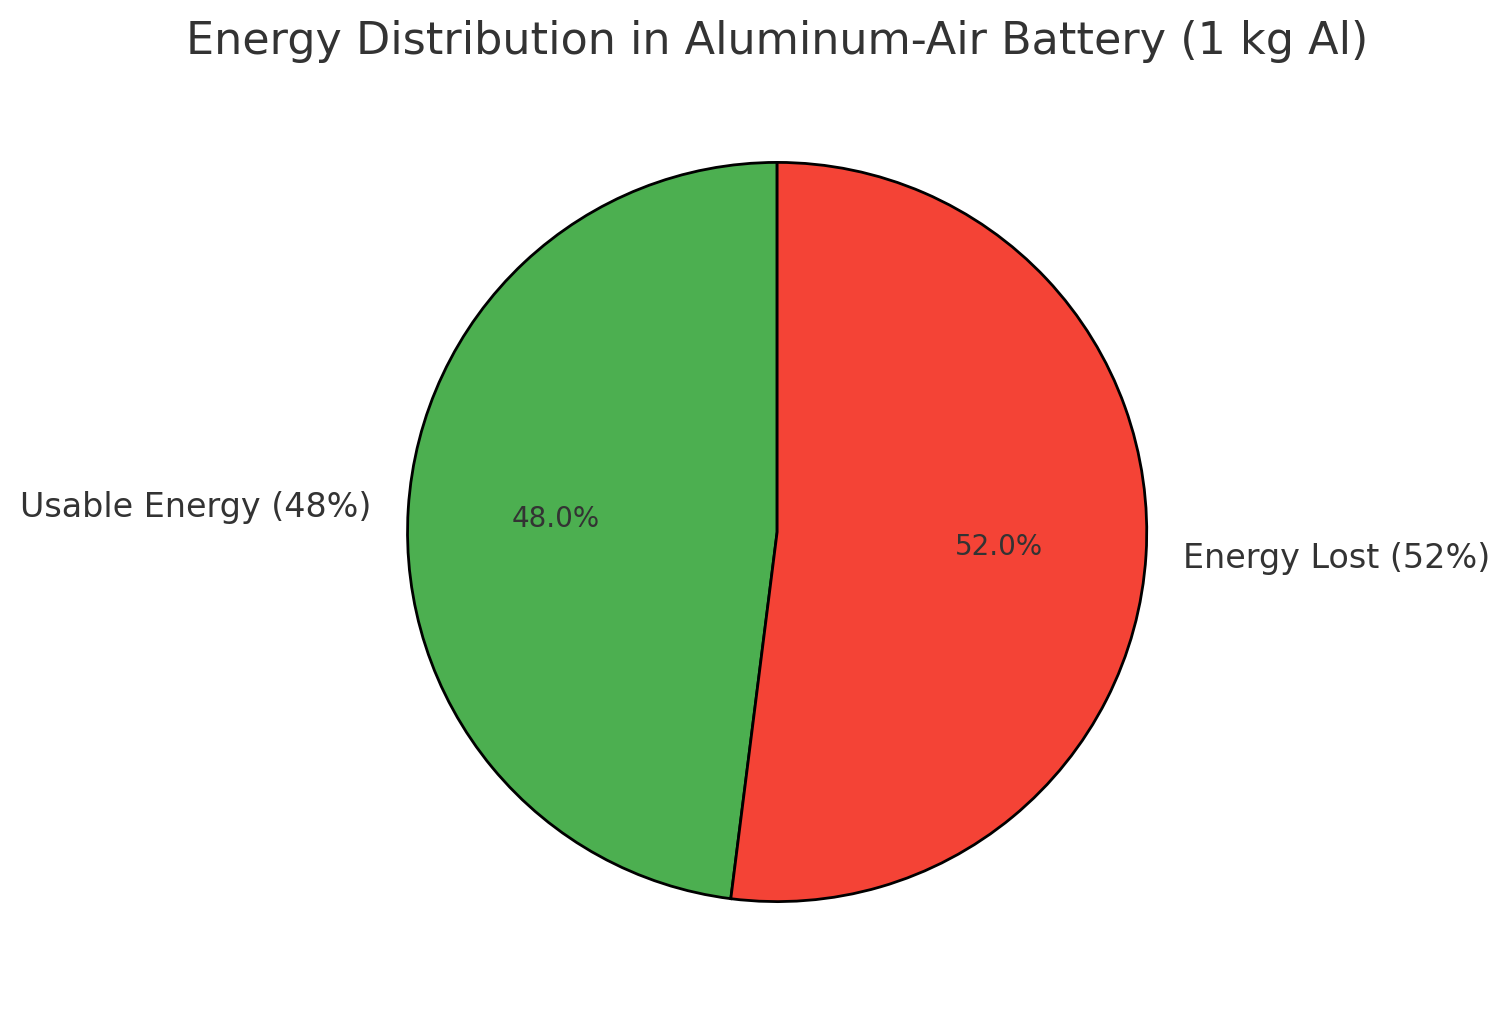 Energy Distribution in Aluminum-Air Battery (1 kg Al)
Usable Energy (48%)
48.0%
52.0%
Energy Lost (52%)